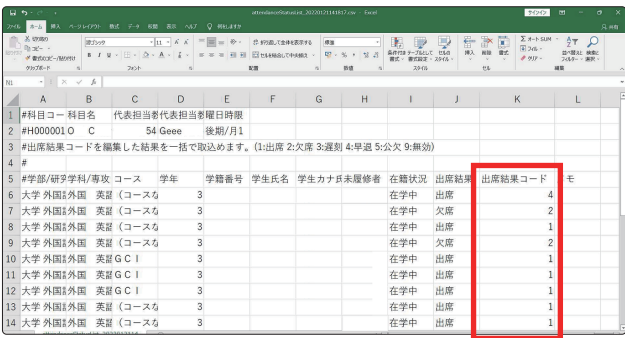 attendanceStatusList_20221213141817.csv - Excel
サインイン
ファイル ホーム 挿入 ページレイアウト 数式 データ 校閲 表示 ヘルプ
共有
切り取り
コピー
書式のコピー/貼り付け
クリップボード
游ゴシック 11
フォント
折り返して全体を表示する
セルを結合して中央揃え
配置
標準
数値
条件付き書式 テーブルとして書式設定 セルのスタイル
スタイル
挿入 削除 書式
セル
オート SUM
フィル
クリア
並べ替えと フィルター 検索と選択
編集
N1 fx
A B C D E F G H I J K L
1 #科目コー 科目名 代表担当者 代表担当者 曜日時限
2 #H000001 O C 54 Geee 後期/月1
3 #出席結果コードを編集した結果を一括で取込めます。(1:出席 2:欠席 3:遅刻 4:早退 5:公欠 9:無効)
4 #
5 #学部/研究 学科/専攻 コース 学年 学籍番号 学生氏名 学生カナ氏 未履修者 在籍状況 出席結果 出席結果コード モ
6 大学 外国語 外国 英語 (コースな 3 在学中 出席 4
7 大学 外国語 外国 英語 (コースな 3 在学中 欠席 2
8 大学 外国語 外国 英語 (コースな 3 在学中 出席 1
9 大学 外国語 外国 英語 (コースな 3 在学中 欠席 2
10 大学 外国語 外国 英語 GCI 3 在学中 出席 1
11 大学 外国語 外国 英語 GCI 3 在学中 出席 1
12 大学 外国語 外国 英語 GCI 3 在学中 出席 1
13 大学 外国語 外国 英語 (コースな 3 在学中 出席 1
14 大学 外国語 外国 英語 (コースな 3 在学中 出席 1